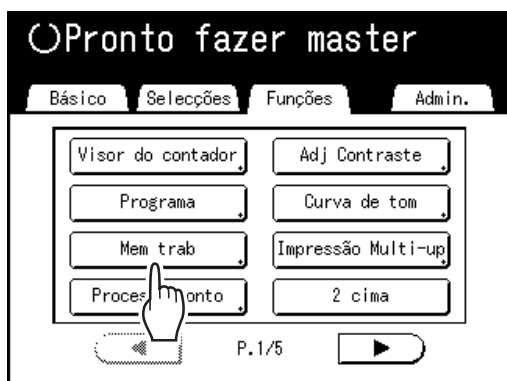 Pronto fazer master
Básico Selecções Funções Admin.
Visor do contador Adj Contraste
Programa Curva de tom
Mem trab Impressão Multi-up
2 cima
P.1/5